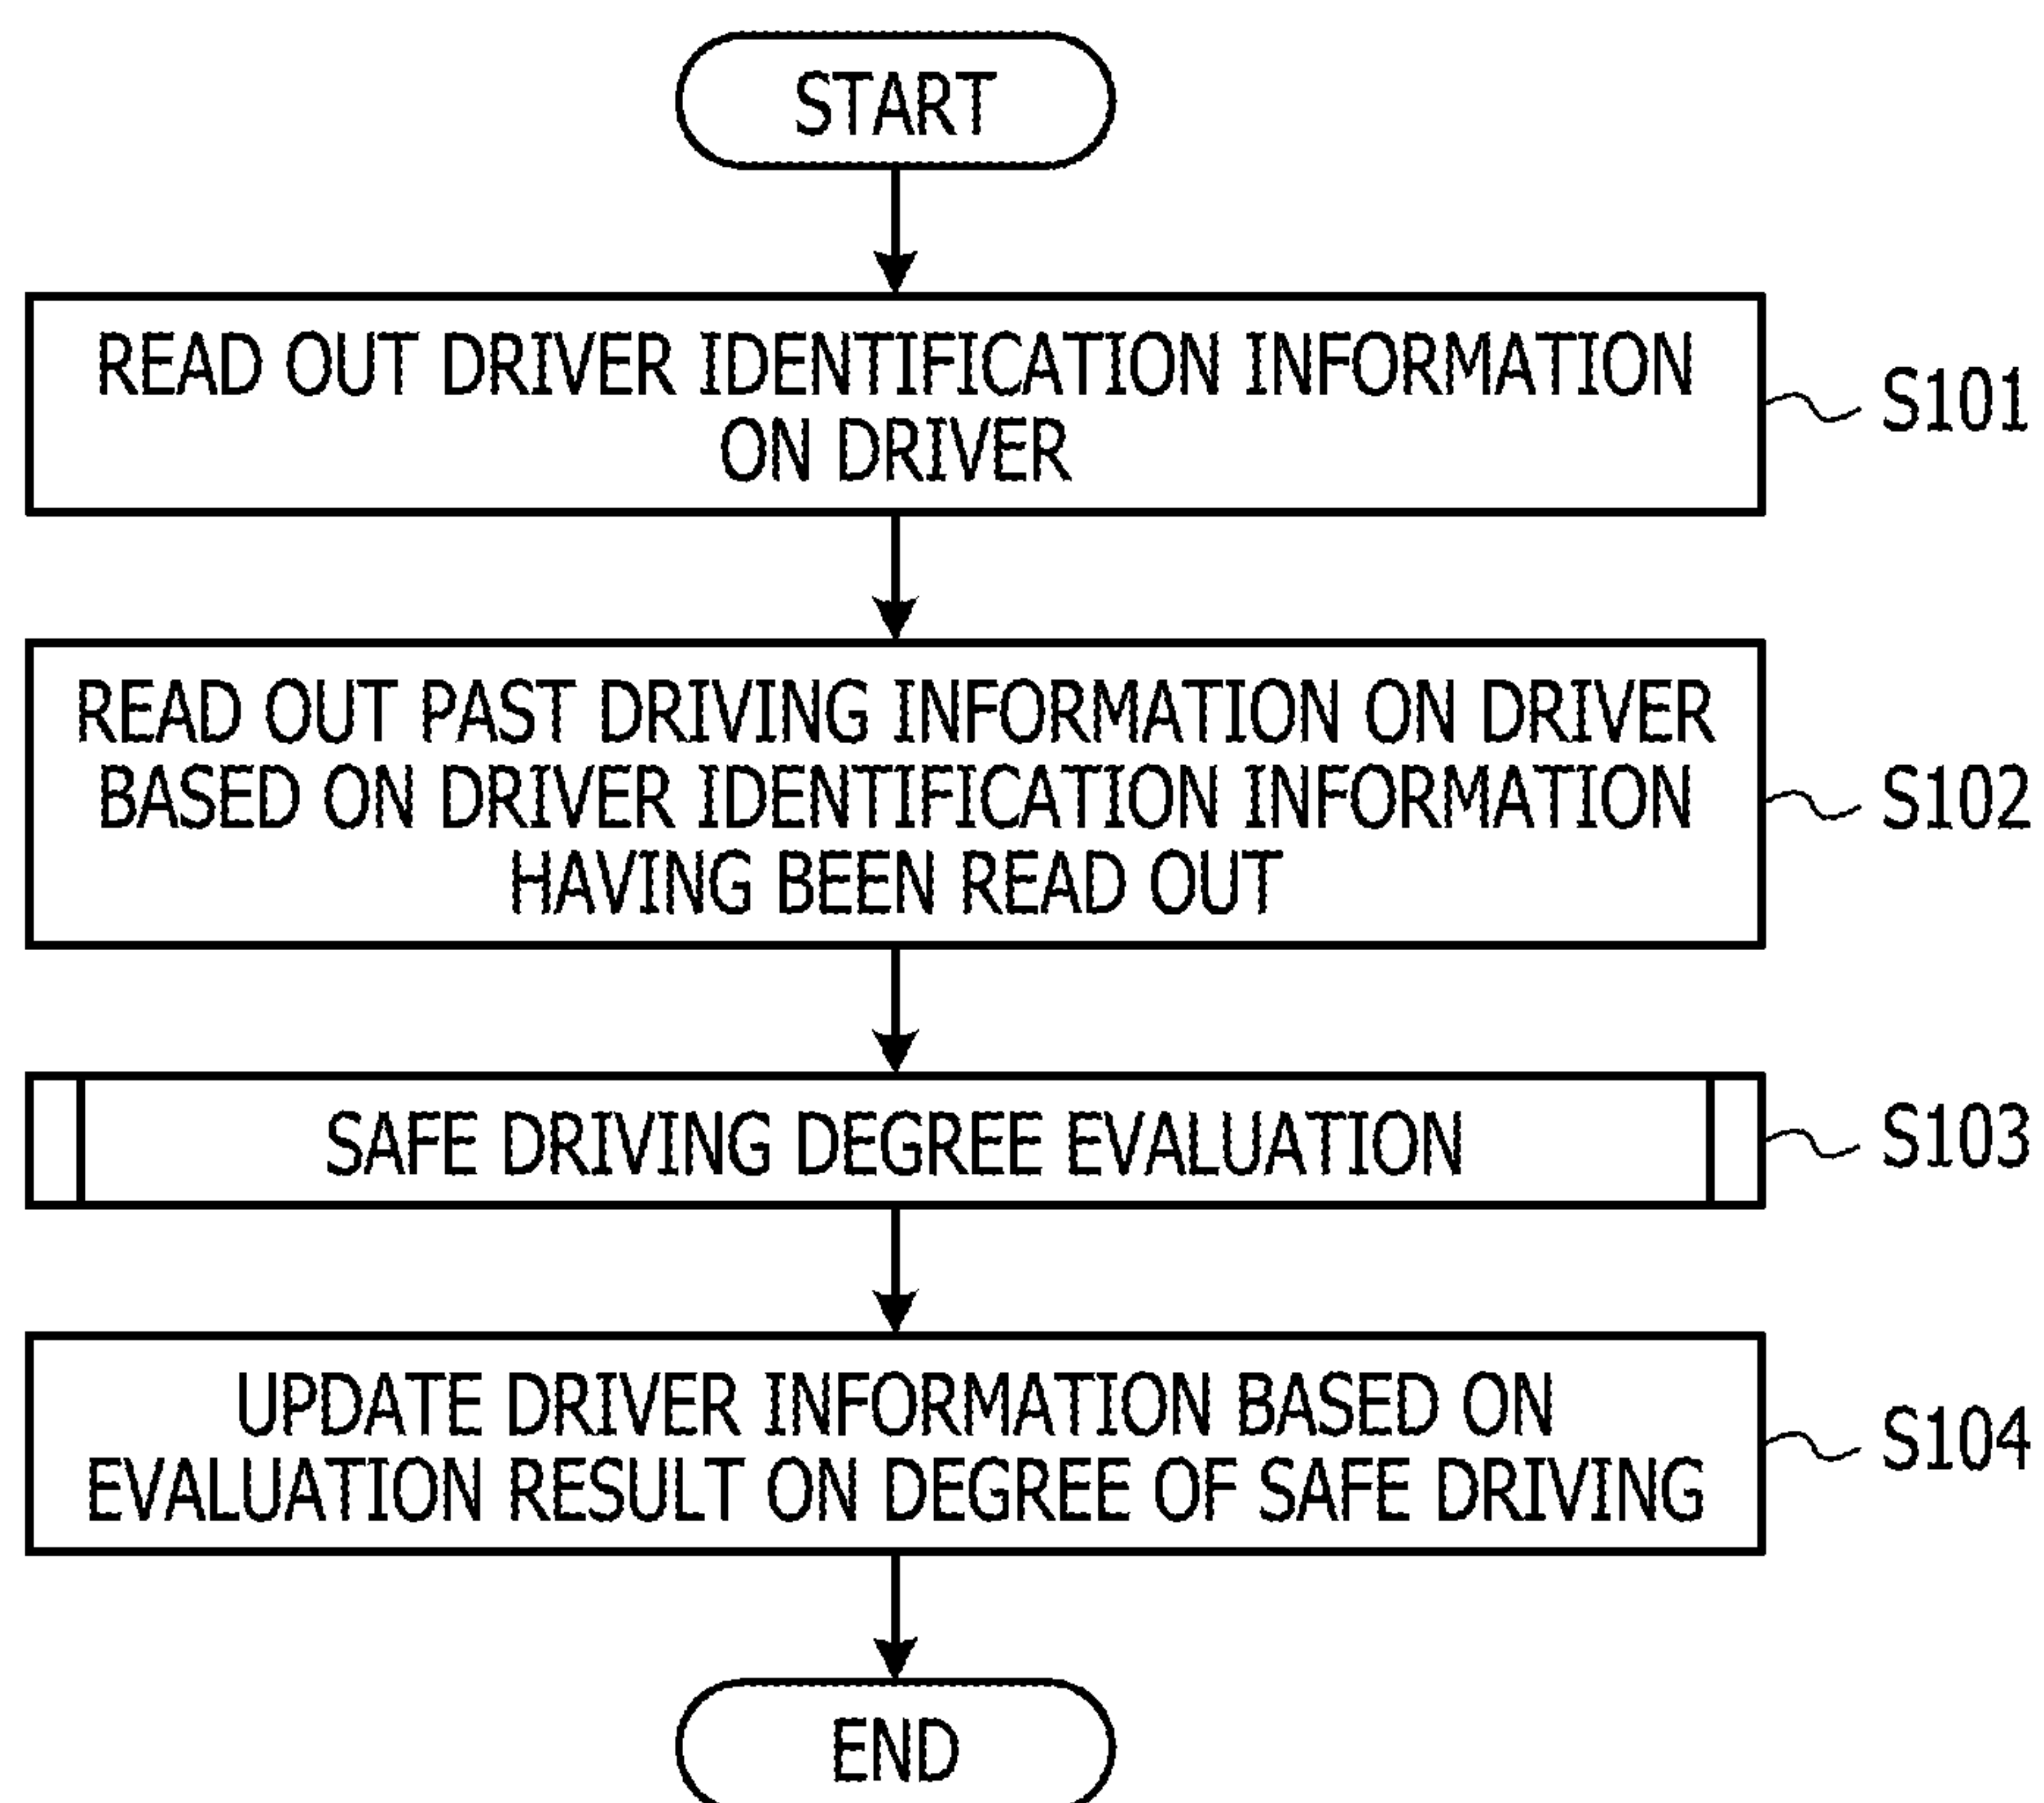 START
READ OUT DRIVER IDENTIFICATION INFORMATION
ON DRIVER
S101
READ OUT PAST DRIVING INFORMATION ON DRIVER
BASED ON DRIVER IDENTIFICATION INFORMATION
HAVING BEEN READ OUT
S102
SAFE DRIVING DEGREE EVALUATION
S103
UPDATE DRIVER INFORMATION BASED ON
EVALUATION RESULT ON DEGREE OF SAFE DRIVING
S104
END